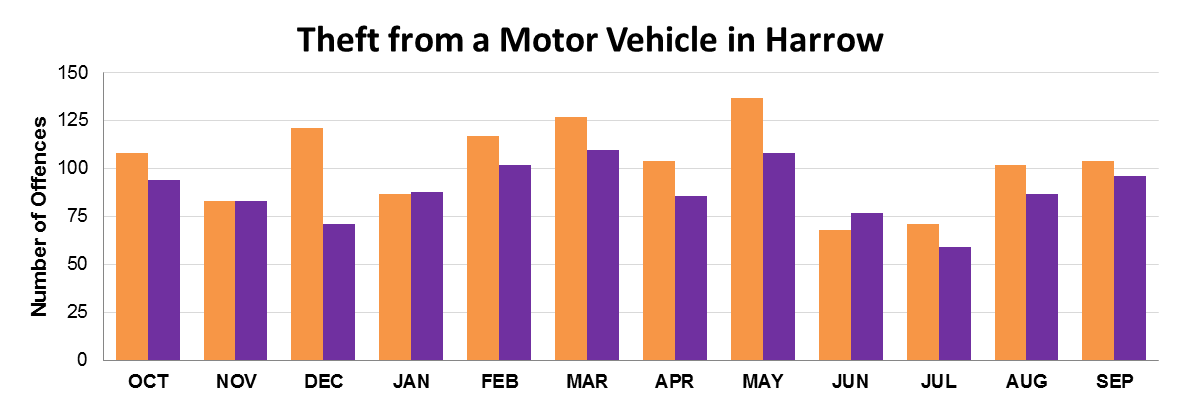 Theft from a Motor Vehicle in Harrow
Number of Offences
150
125
100
75
50
25
0
OCT NOV DEC JAN FEB MAR APR MAY JUN JUL AUG SEP